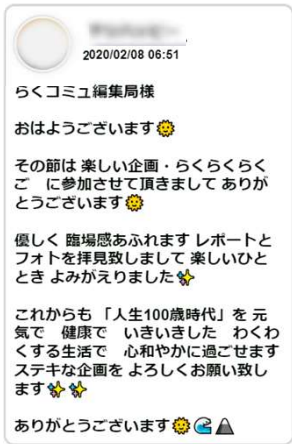 2020/02/08 06:51
らくコミュ編集局様
おはようございます🌞
その節は 楽しい企画・らくらくらく
ご　に参加させて頂きまして ありが
とうございます🌞
優しく 臨場感あふれます レポートと
フォトを拝見致しまして 楽しいひと
とき よみがえりました✨
これからも 「人生100歳時代」を 元
気で　健康で　いきいきした　わくわ
くする生活で　心和やかに過ごせます
ステキな企画を よろしくお願い致し
ます✨✨
ありがとうございます🌞🌊🗻